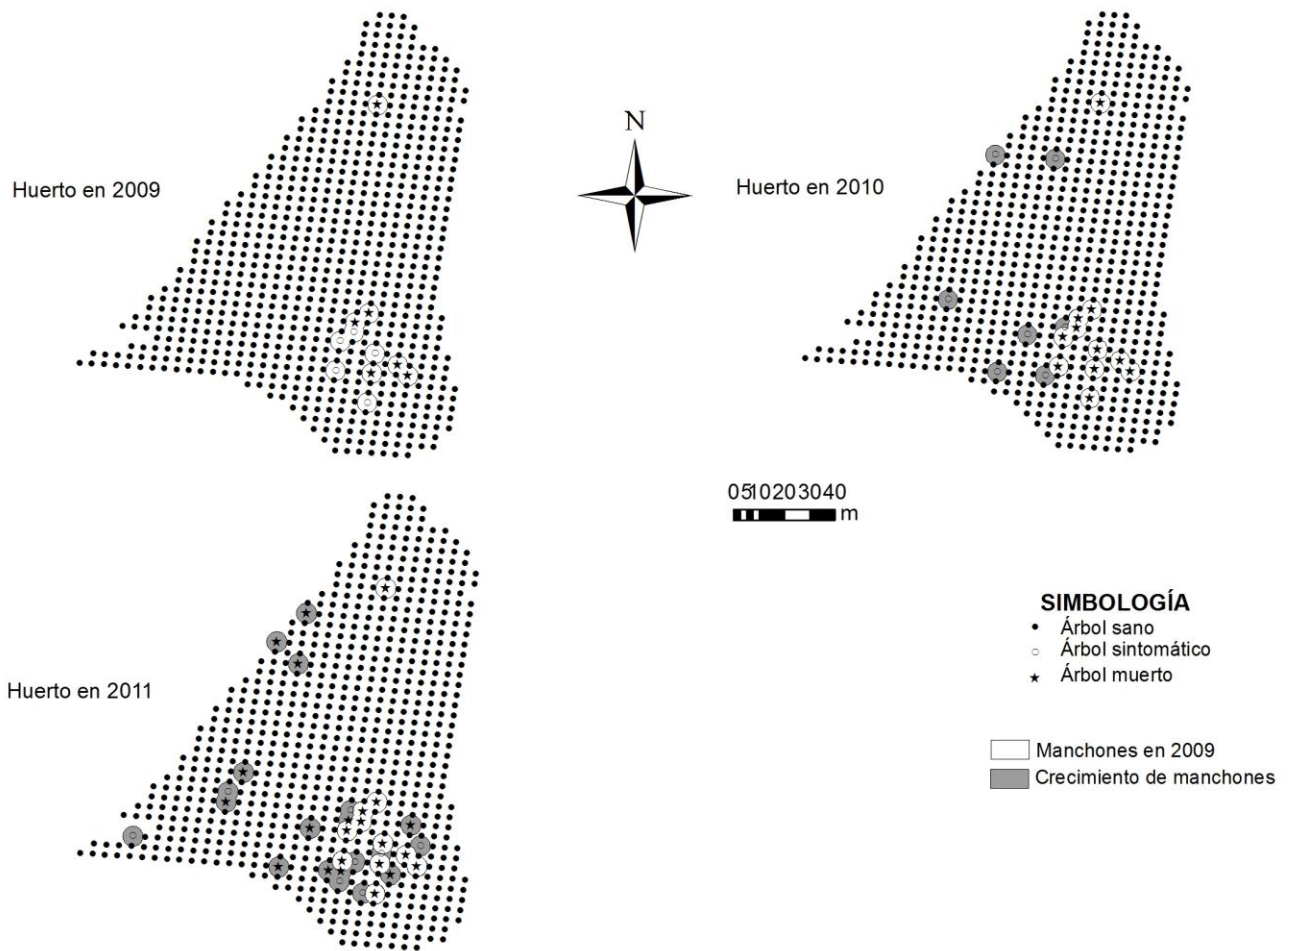 N
Huerto en 2009
Huerto en 2010
0510203040
m
Huerto en 2011
SIMBOLOGÍA
Árbol sano
Árbol sintomático
Árbol muerto
Manchones en 2009
Crecimiento de manchones